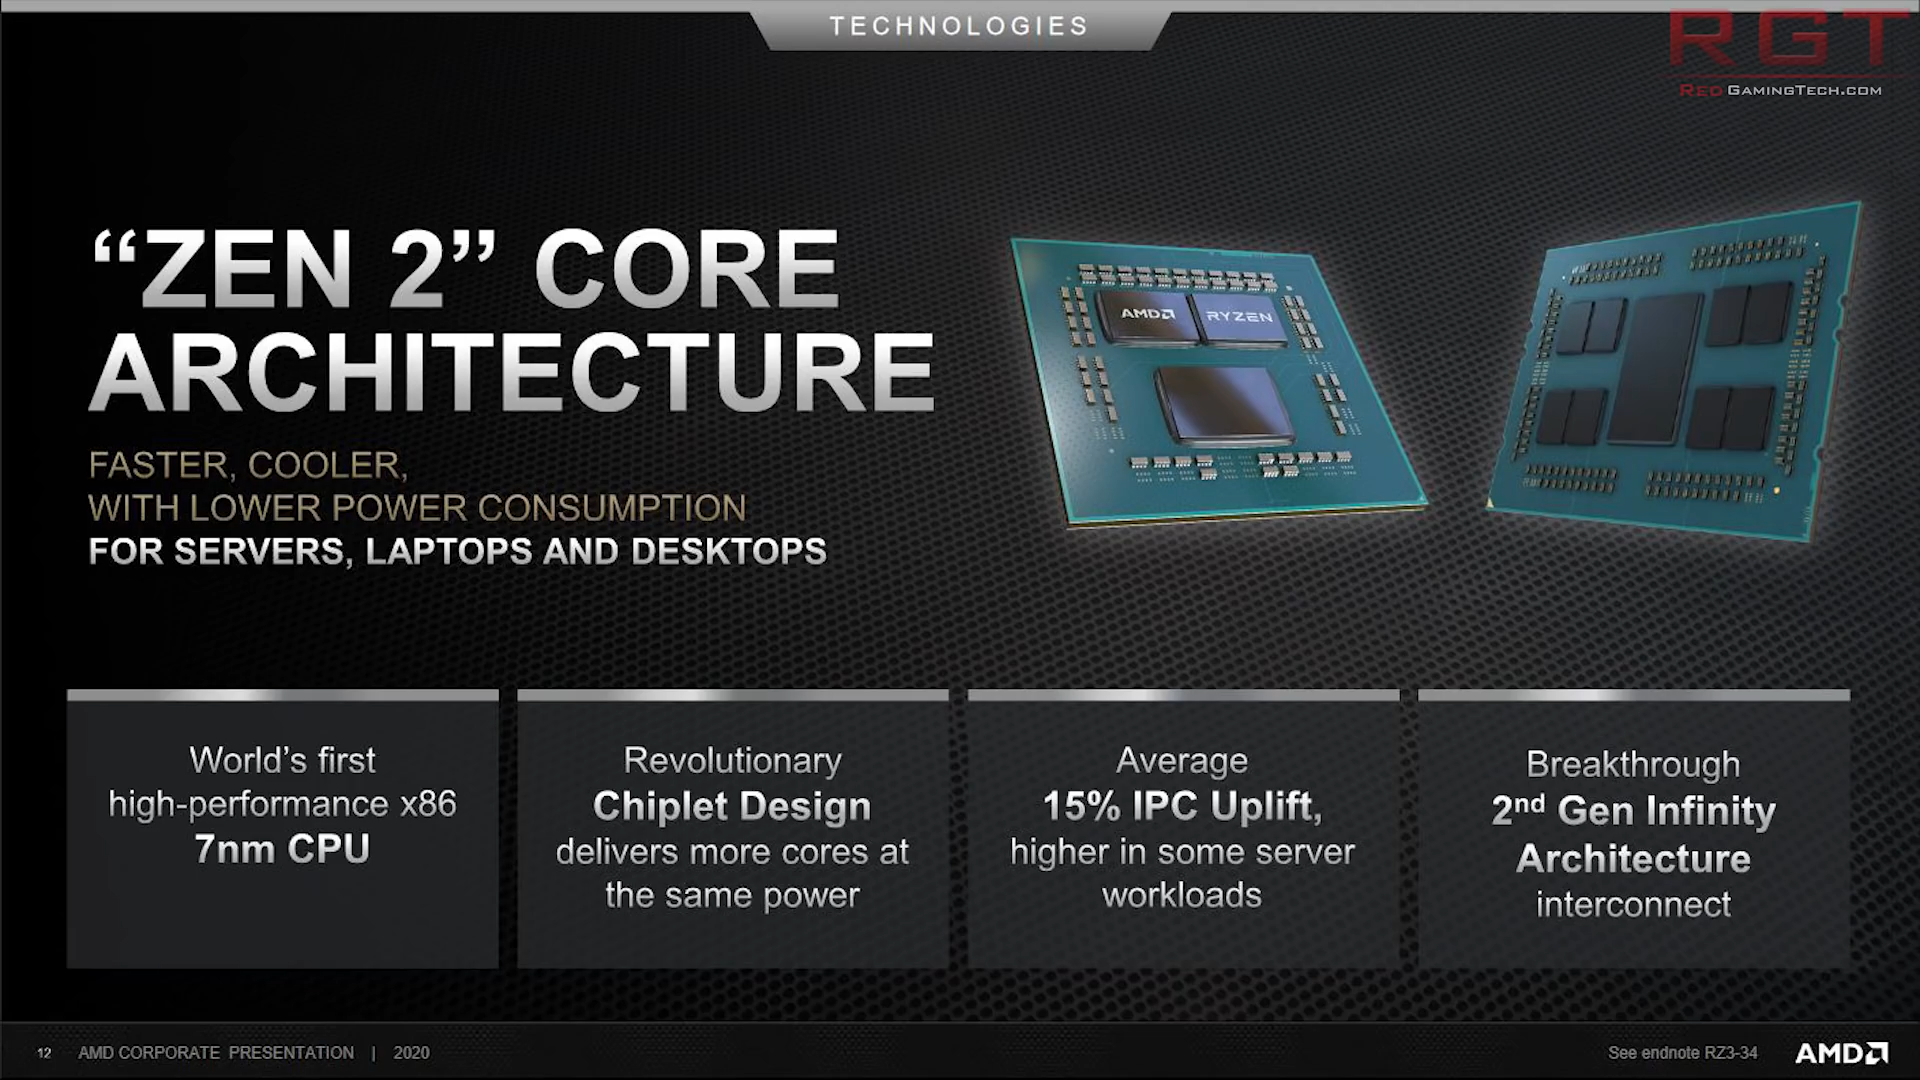 TECHNOLOGIES
RGT
RED GAMINGTECH.COM
“ZEN 2” CORE
ARCHITECTURE
FASTER, COOLER,
WITH LOWER POWER CONSUMPTION
FOR SERVERS, LAPTOPS AND DESKTOPS
AMD
RYZEN
World’s first
high-performance x86
7nm CPU
Revolutionary
Chiplet Design
delivers more cores at
the same power
Average
15% IPC Uplift,
higher in some server
workloads
Breakthrough
2nd Gen Infinity
Architecture
interconnect
12 AMD CORPORATE PRESENTATION | 2020
See endnote RZ3-34
AMD